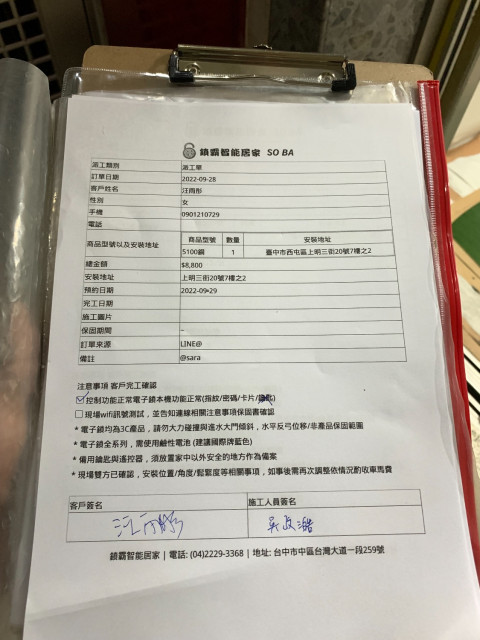 鎖霸智能居家 SO BA
派工類別 派工單
訂單日期 2022-09-28
客戶姓名 汪雨彤
性別 女
手機 0901210729
電話
商品型號以及安裝地址 商品型號 數量 安裝地址
5100鋼 1 臺中市西屯區上明三街20號7樓之2
總金額 $8,800
安裝地址 上明三街20號7樓之2
預約日期 2022-09-29
完工日期
施工圖片
保固期間 -
訂單來源 LINE@
備註 @sara
注意事項 客戶完工確認
控制功能正常電子鎖本機功能正常(指紋/密碼/卡片/
現場wifi訊號測試，並告知連線相關注意事項保固書確認
* 電子鎖均為3C產品，請勿大力碰撞與進水大門傾斜，水平反弓位移/非產品保固範圍
* 電子鎖全系列，需使用鹼性電池 (建議國際牌藍色)
* 備用鑰匙與遙控器，須放置家中以外安全的地方作為備案
* 現場雙方已確認，安裝位置/角度/鬆緊度等相關事項，如事後需再次調整依情況酌收車馬費
客戶簽名 施工人員簽名
汪雨彤
鎖霸智能居家 | 電話: (04)2229-3368 | 地址: 台中市中區台灣大道一段259號